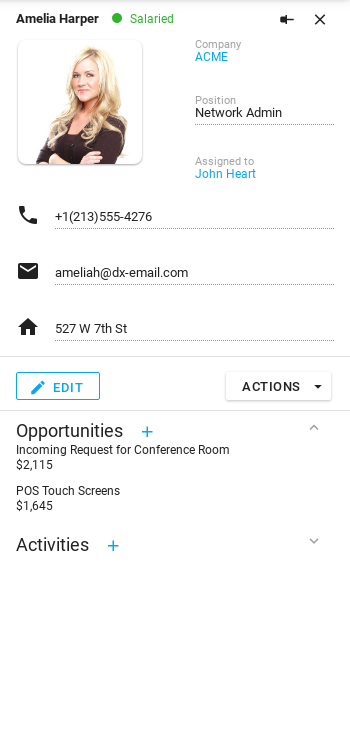 Amelia Harper Salaried
Company
ACME
Position
Network Admin
Assigned to
John Heart
+1(213)555-4276
ameliah@dx-email.com
527 W 7th St
EDIT
ACTIONS
Opportunities
Incoming Request for Conference Room
$2,115
POS Touch Screens
$1,645
Activities